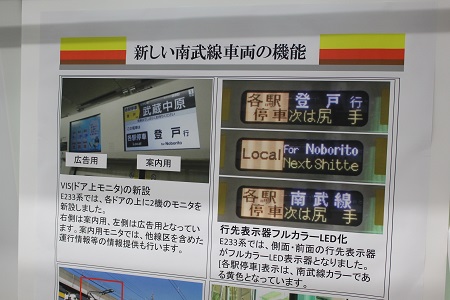 新しい南武線車両の機能
武蔵中原
各駅停車
登戸 行
For Noborito
広告用
案内用
VIS(ドア上モニタ)の新設
E233系では、各ドアの上に2機のモニタを
新設しました。
右側は案内用、左側は広告用となってい
ます。案内用モニタでは、他線区を含めた
運行情報等の情報提供も行います。
各駅停車 登戸行
次は尻 手
Local For Noborito
Next Shitte
各駅停車 南武線
次は尻 手
行先表示器フルカラーLED化
E233系では、側面・前面の行先表示器
がフルカラーLED表示器となりました。
[各駅停車]表示は、南武線カラーであ
る黄色となっています。